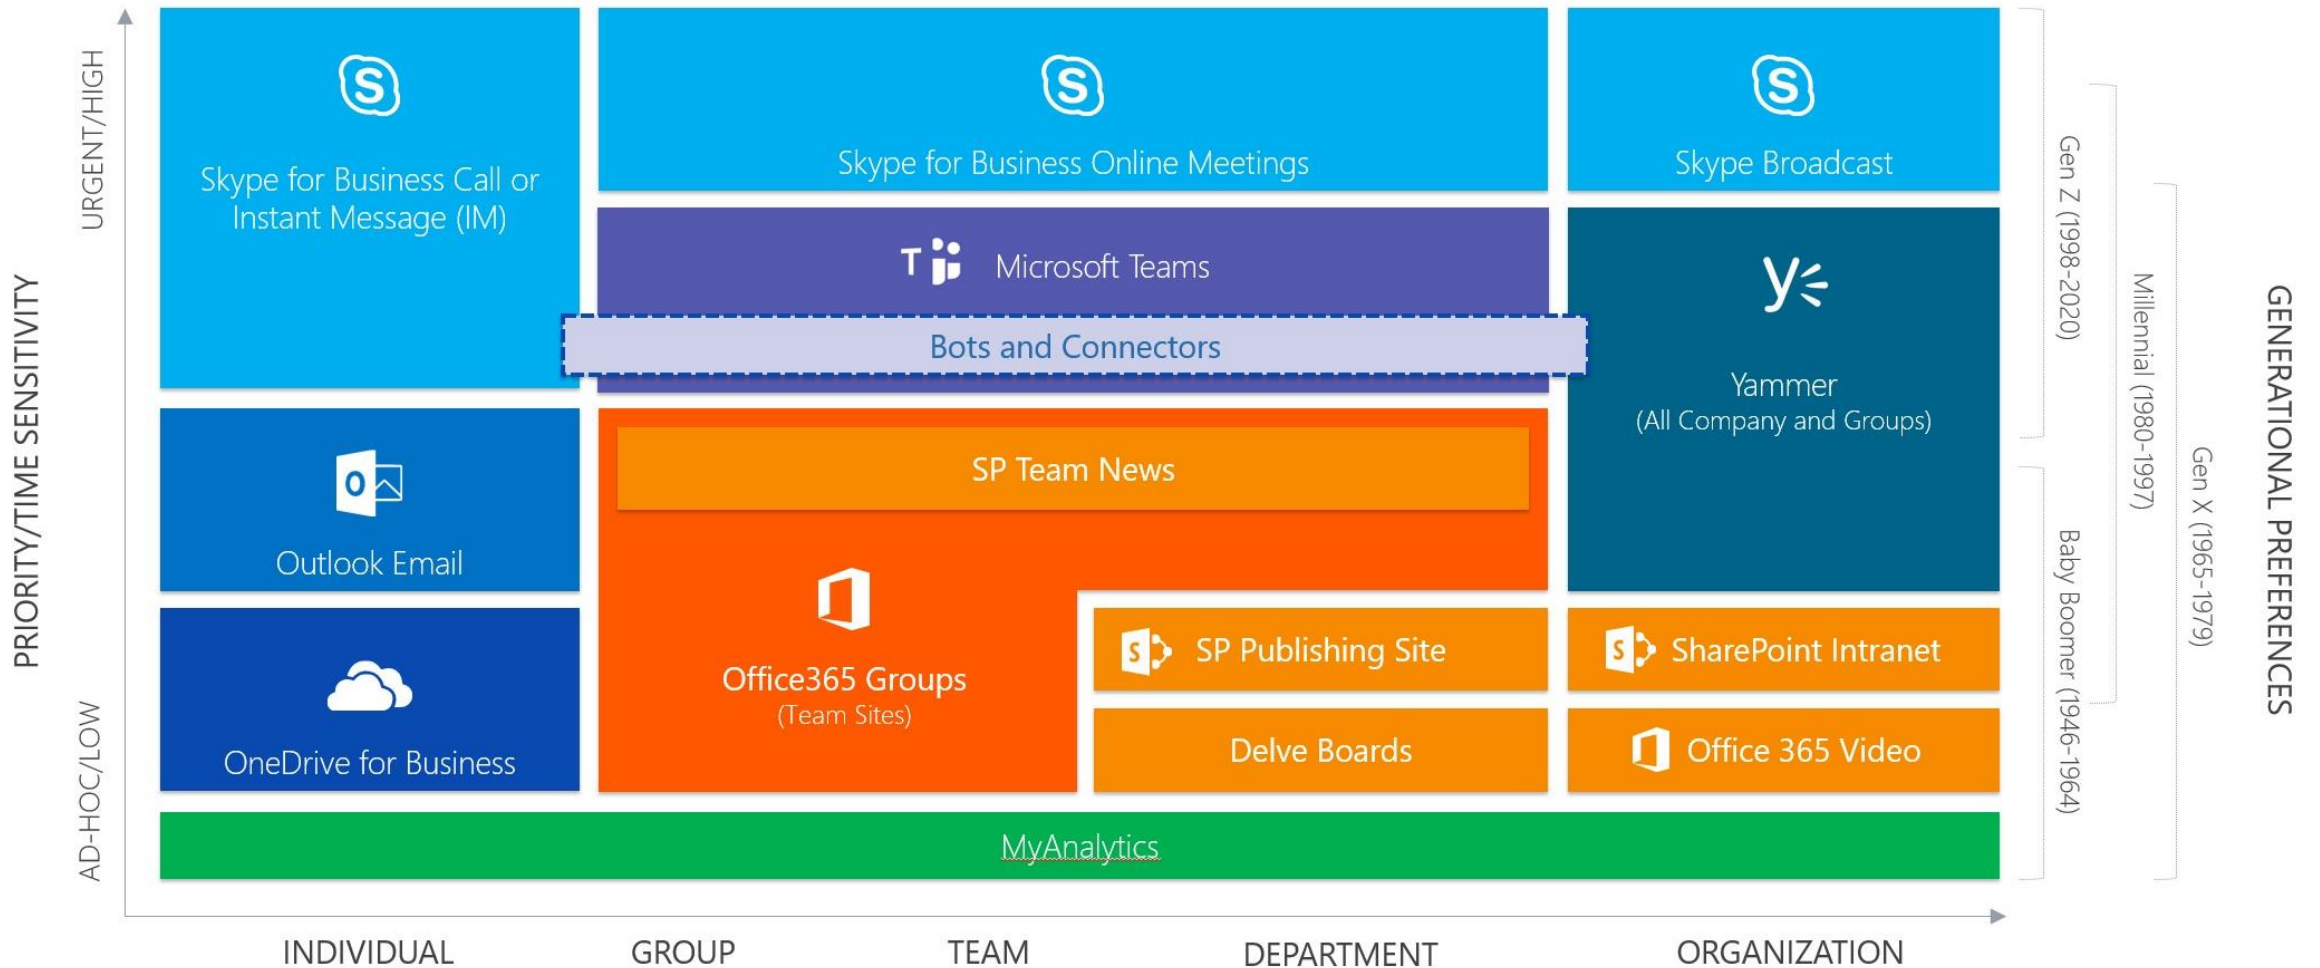 URGENT/HIGH
PRIORITY/TIME SENSITIVITY
AD-HOC/LOW
Skype for Business Call or
Instant Message (IM)
Skype for Business Online Meetings
Skype Broadcast
Microsoft Teams
Bots and Connectors
Yammer
(All Company and Groups)
Outlook Email
SP Team News
Office365 Groups
(Team Sites)
OneDrive for Business
SP Publishing Site
SharePoint Intranet
Delve Boards
Office 365 Video
MyAnalytics
INDIVIDUAL
GROUP
TEAM
DEPARTMENT
ORGANIZATION
Gen Z (1998-2020)
Baby Boomer (1946-1964)
Millennial (1980-1997)
Gen X (1965-1979)
GENERATIONAL PREFERENCES